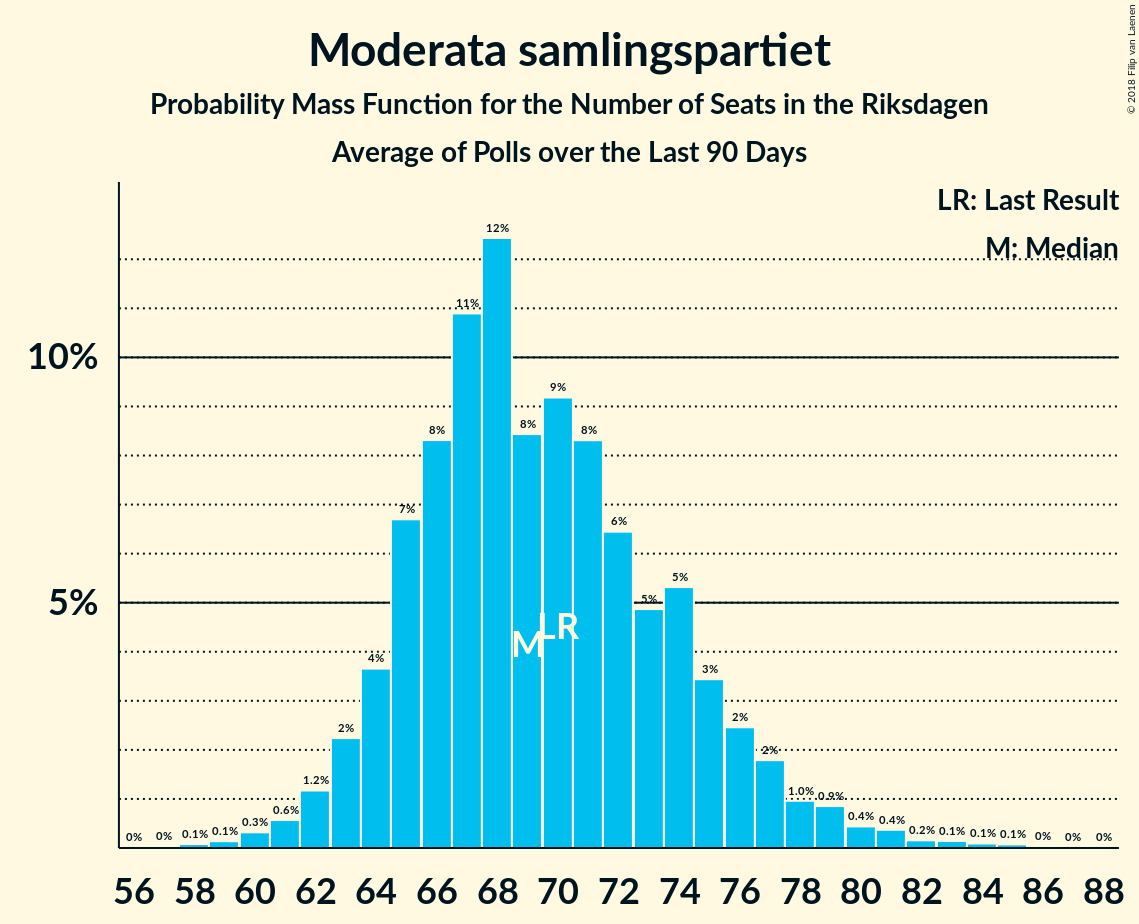 Moderata samlingspartiet
Probability Mass Function for the Number of Seats in the Riksdagen
Average of Polls over the Last 90 Days
© 2018 Filip van Laenen
LR: Last Result
M: Median
10%
5%
0% 0% 0.1% 0.1% 0.3% 0.6% 1.2% 2% 4% 7% 8% 11% 12% 8% 9% 8% 6% 5% 5% 3% 2% 2% 1.0% 0.9% 0.4% 0.4% 0.2% 0.1% 0.1% 0.1% 0% 0% 0%
M LR
56 58 60 62 64 66 68 70 72 74 76 78 80 82 84 86 88